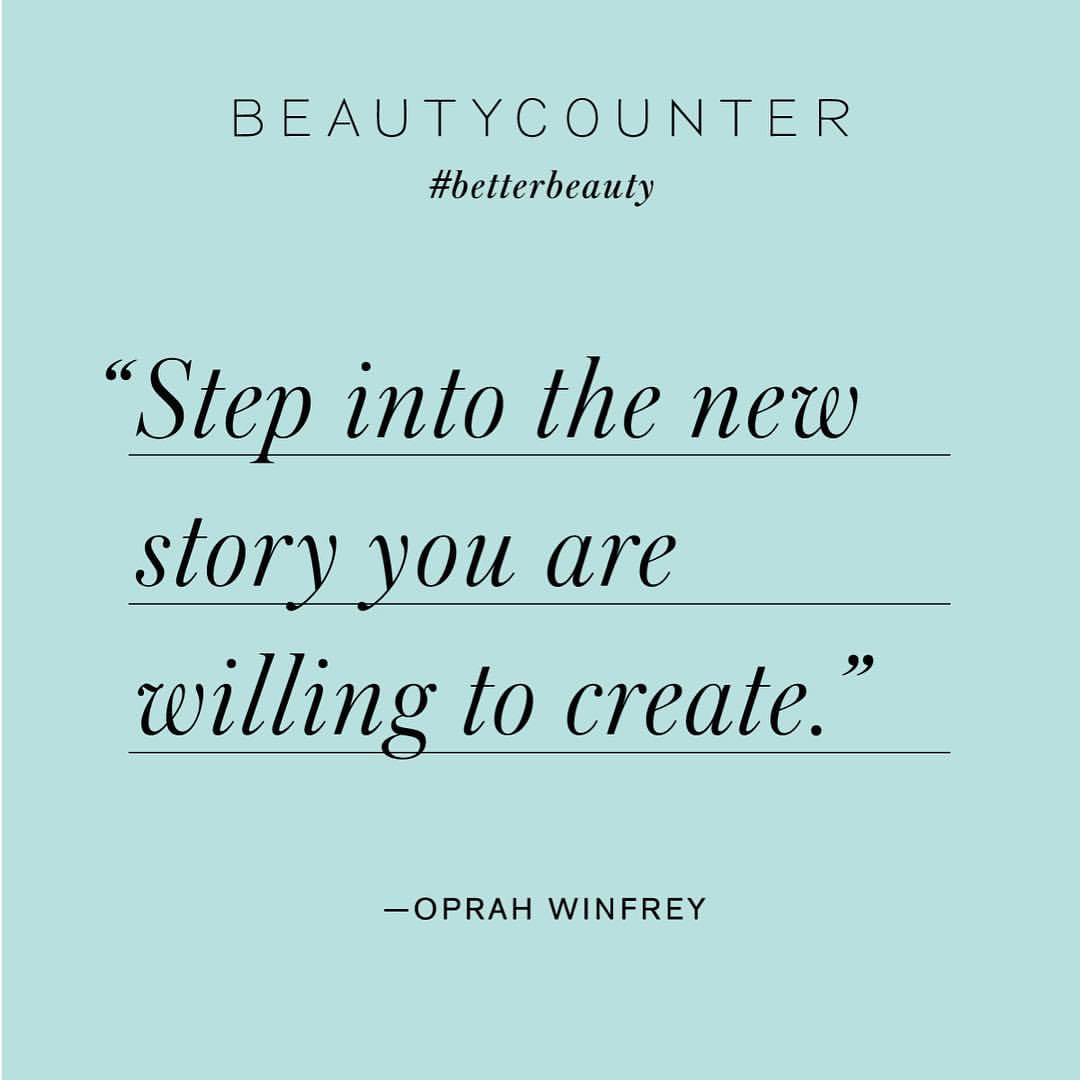 BEAUTYCOUNTER
#betterbeauty
“Step into the new
story you are
willing to create.”
—OPRAH WINFREY